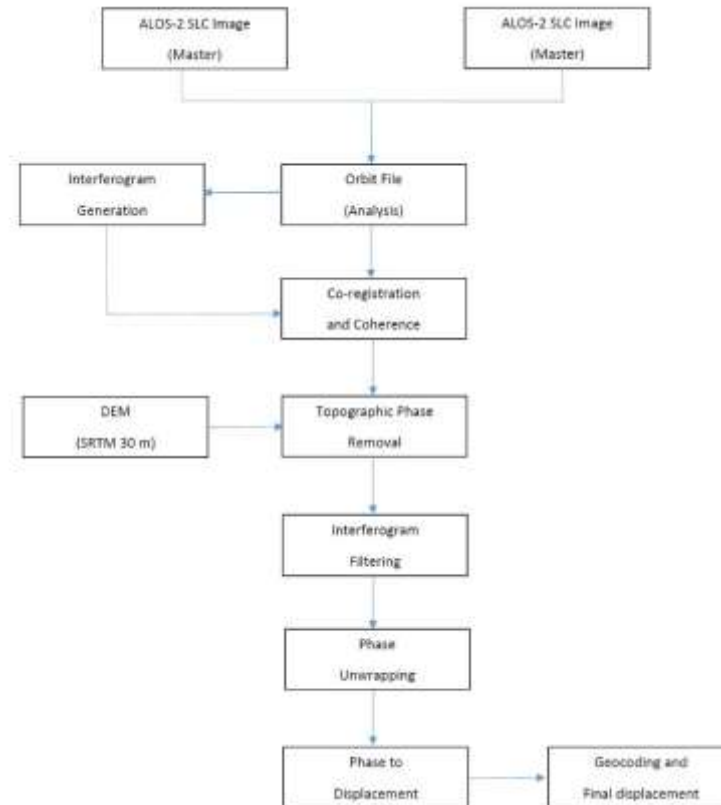 ALOS-2 SLC Image
(Master)
ALOS-2 SLC Image
(Master)
Interferogram
Generation
Orbit File
(Analysis)
Co-registration
and Coherence
DEM
(SRTM 30 m)
Topographic Phase
Removal
Interferogram
Filtering
Phase
Unwrapping
Phase to
Displacement
Geocoding and
Final displacement